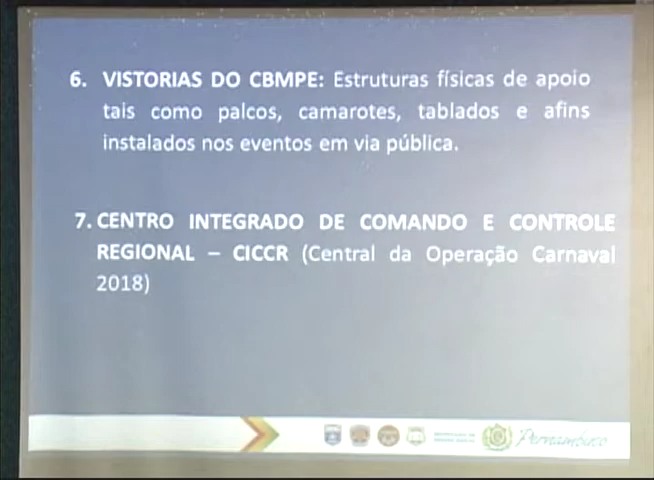 6. VISTORIAS DO CBMPE: Estruturas físicas de apoio
tais como palcos, camarotes, tablados e afins
instalados nos eventos em via pública.
7. CENTRO INTEGRADO DE COMANDO E CONTROLE
REGIONAL – CICCR (Central da Operação Carnaval
2018)
Pernambuco